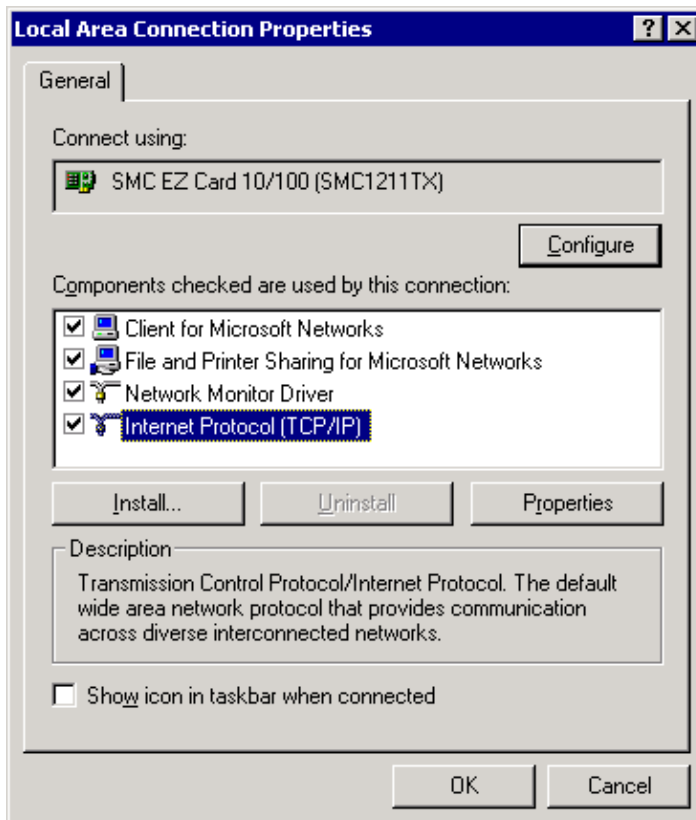 Local Area Connection Properties
General
Connect using:
SMC EZ Card 10/100 (SMC1211TX)
Configure
Components checked are used by this connection:
Client for Microsoft Networks
File and Printer Sharing for Microsoft Networks
Network Monitor Driver
Internet Protocol (TCP/IP)
Install... Uninstall Properties
Description
Transmission Control Protocol/Internet Protocol. The default
wide area network protocol that provides communication
across diverse interconnected networks.
Show icon in taskbar when connected
OK Cancel